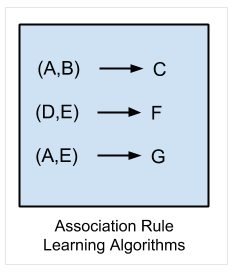 (A,B) → C
(D,E) → F
(A,E) → G
Association Rule
Learning Algorithms